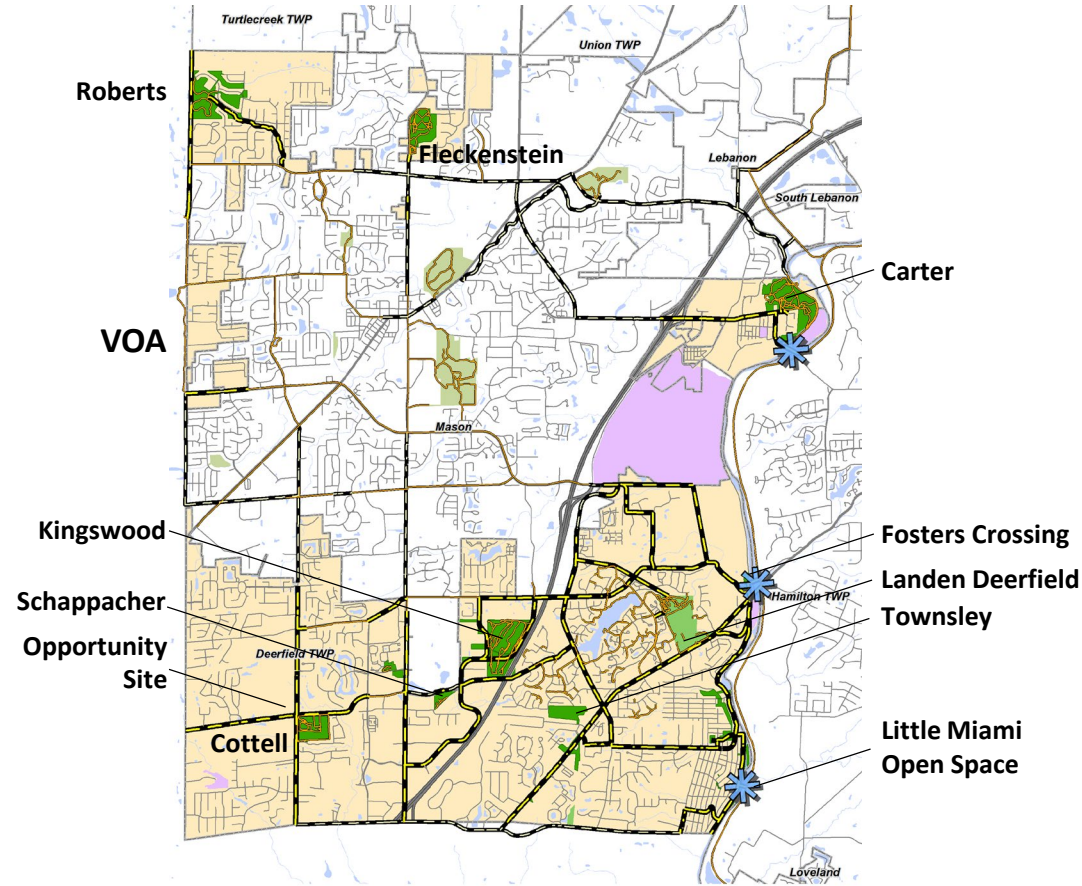 Turtlecreek TWP
Union TWP
Roberts
Fleckenstein
Lebanon
South Lebanon
Carter
VOA
Mason
Kingswood
Fosters Crossing
Landen Deerfield
Hamilton TWP
Schappacher
Townsley
Opportunity
Site
Deerfield TWP
Cottell
Little Miami
Open Space
Loveland